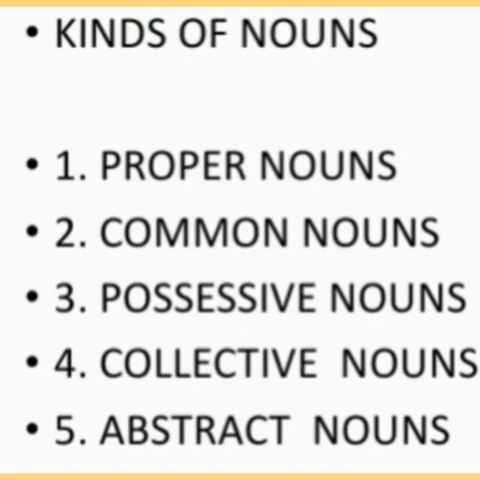 • KINDS OF NOUNS
• 1. PROPER NOUNS
• 2. COMMON NOUNS
• 3. POSSESSIVE NOUNS
• 4. COLLECTIVE NOUNS
• 5. ABSTRACT NOUNS